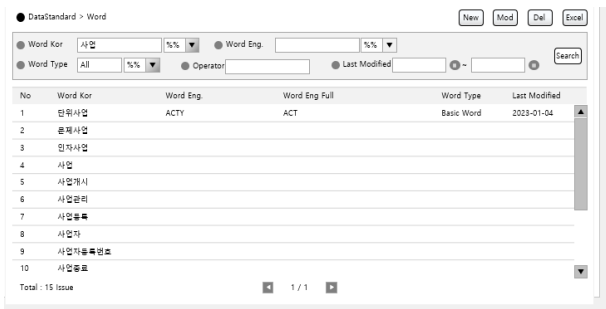 DataStandard > Word New Mod Del Excel
Word Kor 사업 %% ▼ Word Eng. %% ▼
Search
Word Type All %% ▼ Operator Last Modified ~
No Word Kor Word Eng. Word Eng Full Word Type Last Modified
1 단위사업 ACTY ACT Basic Word 2023-01-04
2 본제사업
3 인자사업
4 사업
5 사업개시
6 사업관리
7 사업등록
8 사업자
9 사업자등록번호
10 사업종료
Total : 15 Issue 1 / 1